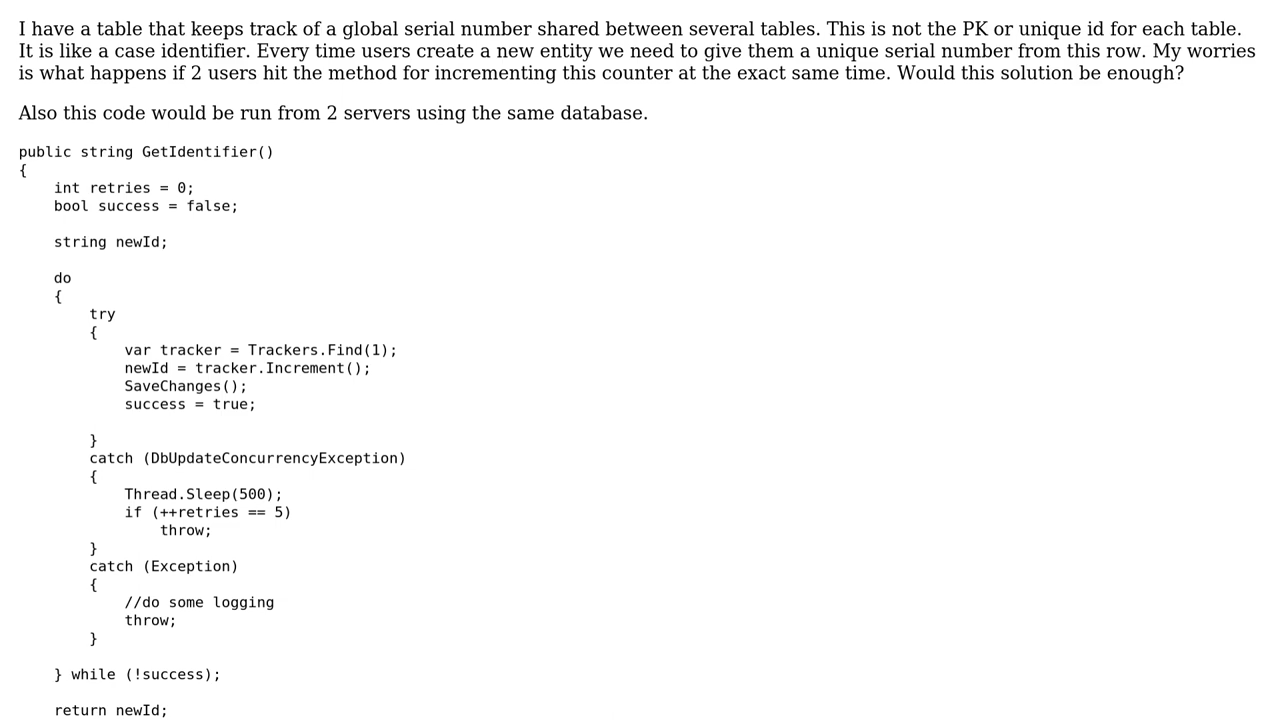 I have a table that keeps track of a global serial number shared between several tables. This is not the PK or unique id for each table.
It is like a case identifier. Every time users create a new entity we need to give them a unique serial number from this row. My worries
is what happens if 2 users hit the method for incrementing this counter at the exact same time. Would this solution be enough?
Also this code would be run from 2 servers using the same database.
public string GetIdentifier()
{
    int retries = 0;
    bool success = false;
    string newId;
    do
    {
        try
        {
            var tracker = Trackers.Find(1);
            newId = tracker.Increment();
            SaveChanges();
            success = true;
        }
        catch (DbUpdateConcurrencyException)
        {
            Thread.Sleep(500);
            if (++retries == 5)
                throw;
        }
        catch (Exception)
        {
            //do some logging
            throw;
        }
    } while (!success);
    return newId;